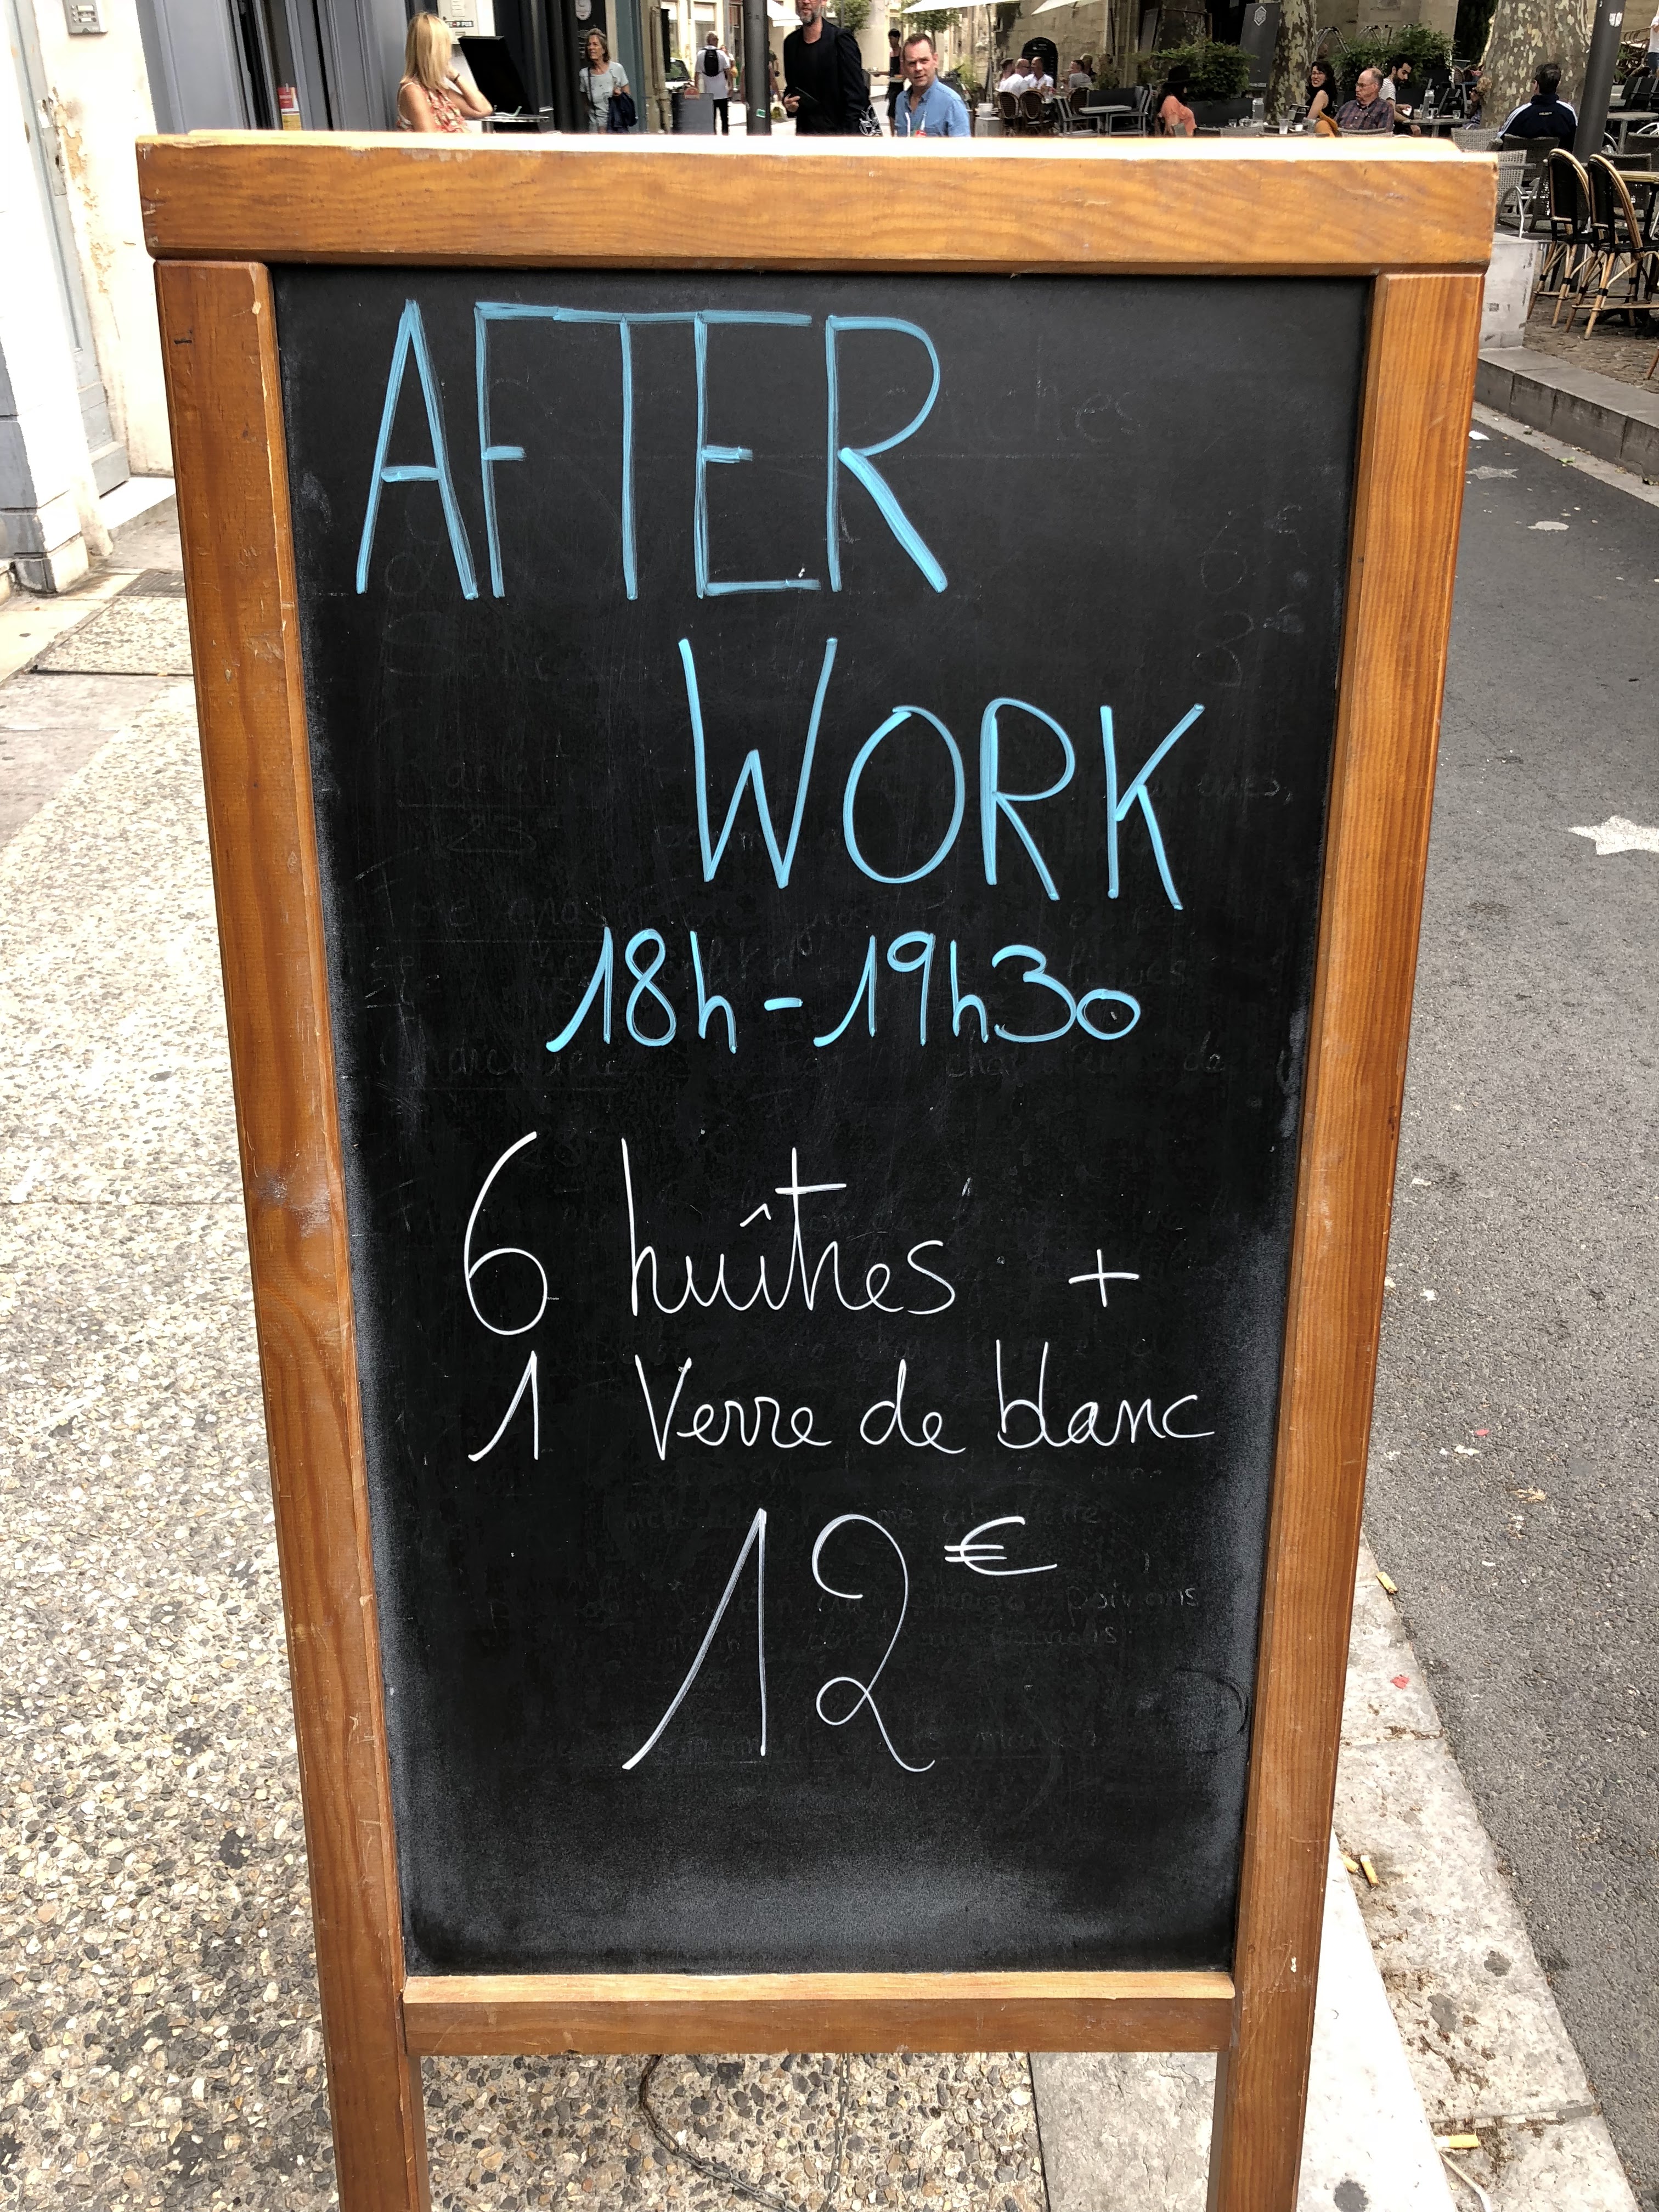 AFTER
WORK
18h-19h30
6 huîtres +
1 Verre de blanc
12€